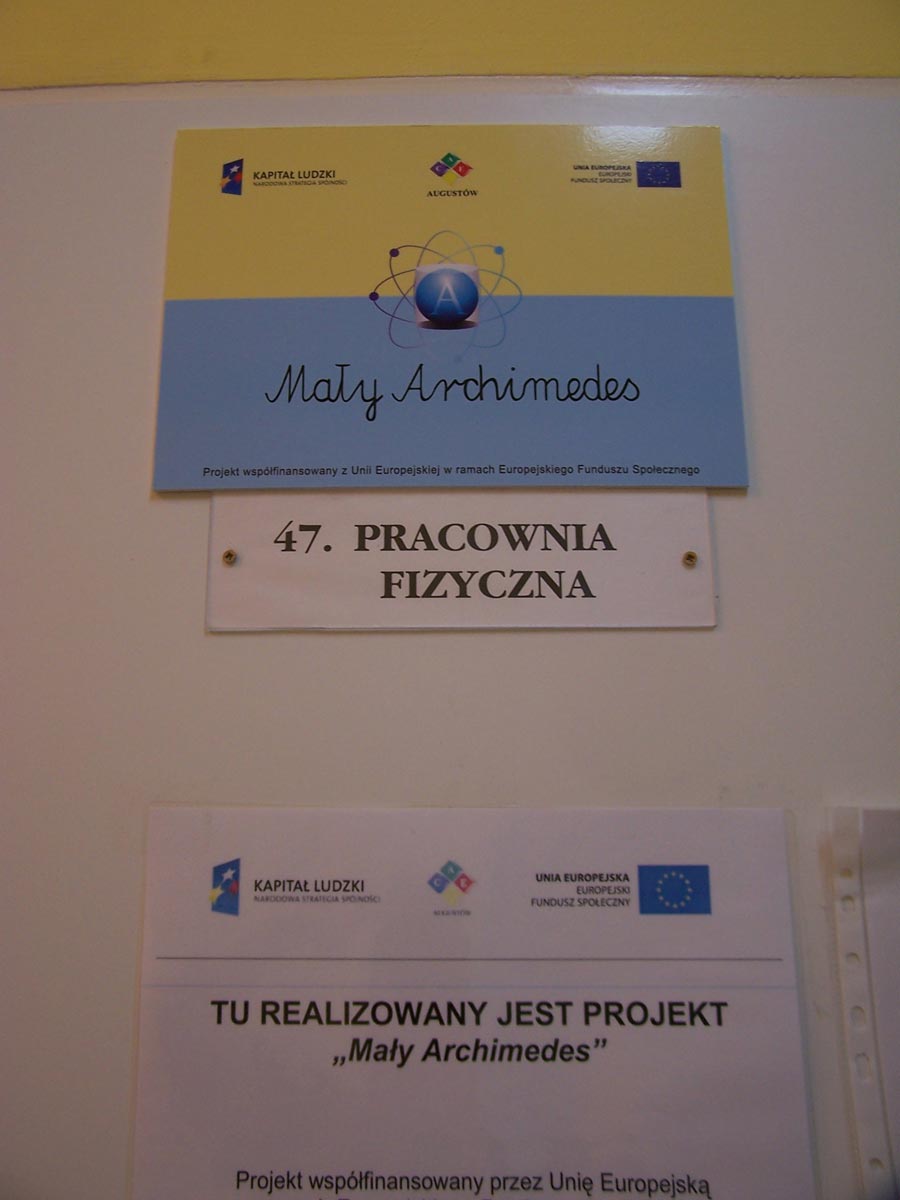 KAPITAŁ LUDZKI
NARODOWA STRATEGIA SPÓJNOŚCI
C A E
AUGUSTÓW
UNIA EUROPEJSKA
EUROPEJSKI
FUNDUSZ SPOŁECZNY
A
Mały Archimedes
Projekt współfinansowany z Unii Europejskiej w ramach Europejskiego Funduszu Społecznego
47. PRACOWNIA
FIZYCZNA
KAPITAŁ LUDZKI
NARODOWA STRATEGIA SPÓJNOŚCI
C A E
AUGUSTÓW
UNIA EUROPEJSKA
EUROPEJSKI
FUNDUSZ SPOŁECZNY
TU REALIZOWANY JEST PROJEKT
„Mały Archimedes”
Projekt współfinansowany przez Unię Europejską